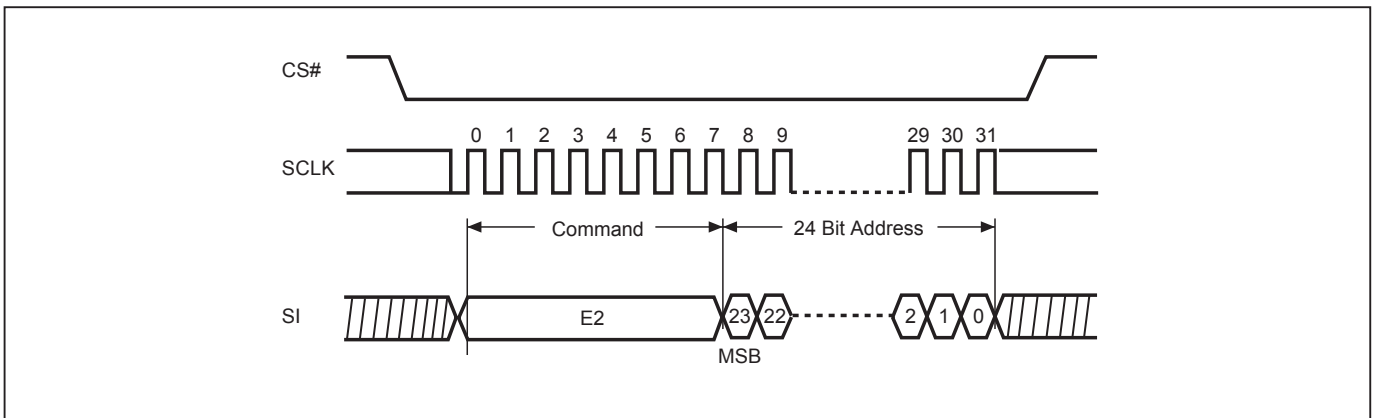 CS#
0 1 2 3 4 5 6 7 8 9 29 30 31
SCLK
Command 24 Bit Address
SI E2 23 22 2 1 0
MSB